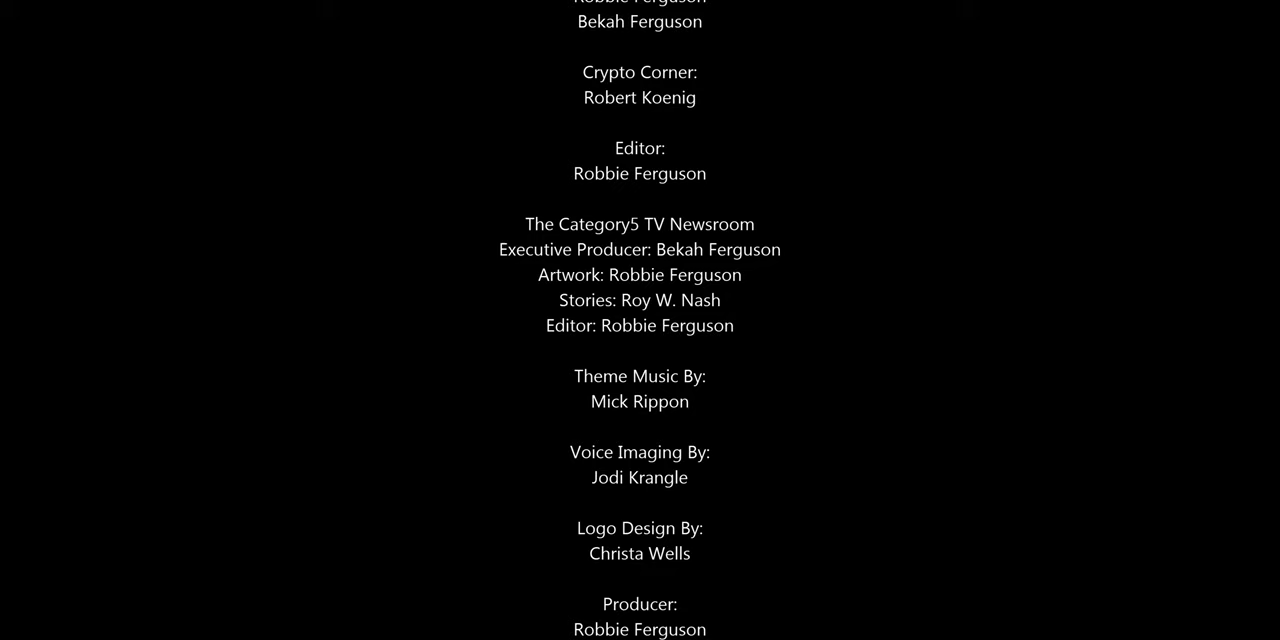 Robbie Ferguson
Bekah Ferguson
Crypto Corner:
Robert Koenig
Editor:
Robbie Ferguson
The Category5 TV Newsroom
Executive Producer: Bekah Ferguson
Artwork: Robbie Ferguson
Stories: Roy W. Nash
Editor: Robbie Ferguson
Theme Music By:
Mick Rippon
Voice Imaging By:
Jodi Krangle
Logo Design By:
Christa Wells
Producer:
Robbie Ferguson